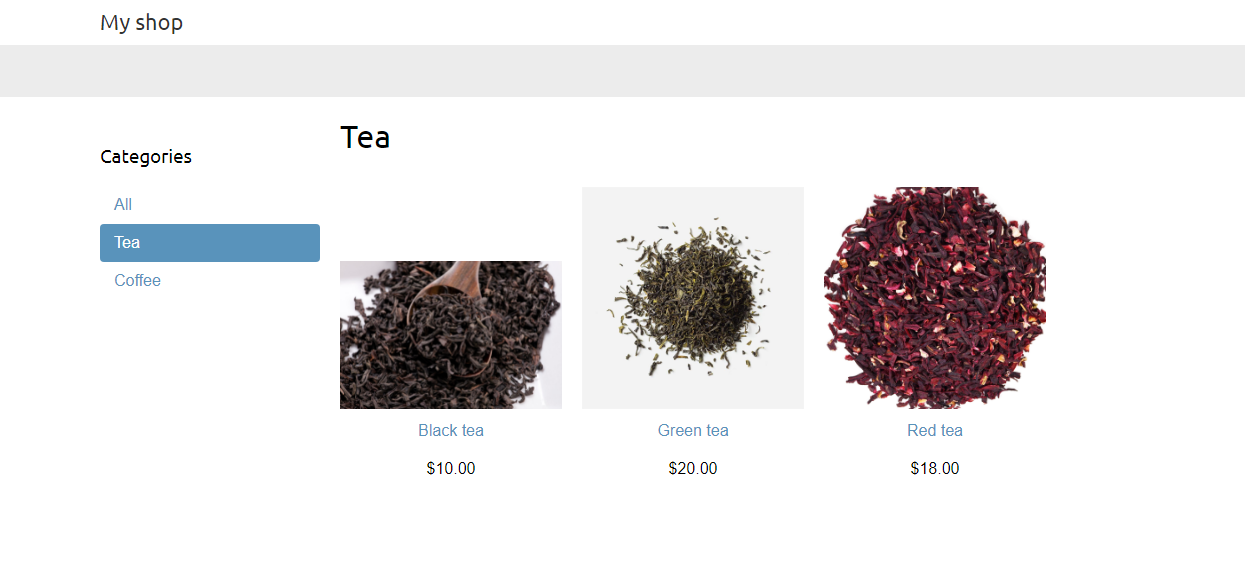 My shop
Categories
All
Tea
Coffee
Tea
Black tea
$10.00
Green tea
$20.00
Red tea
$18.00